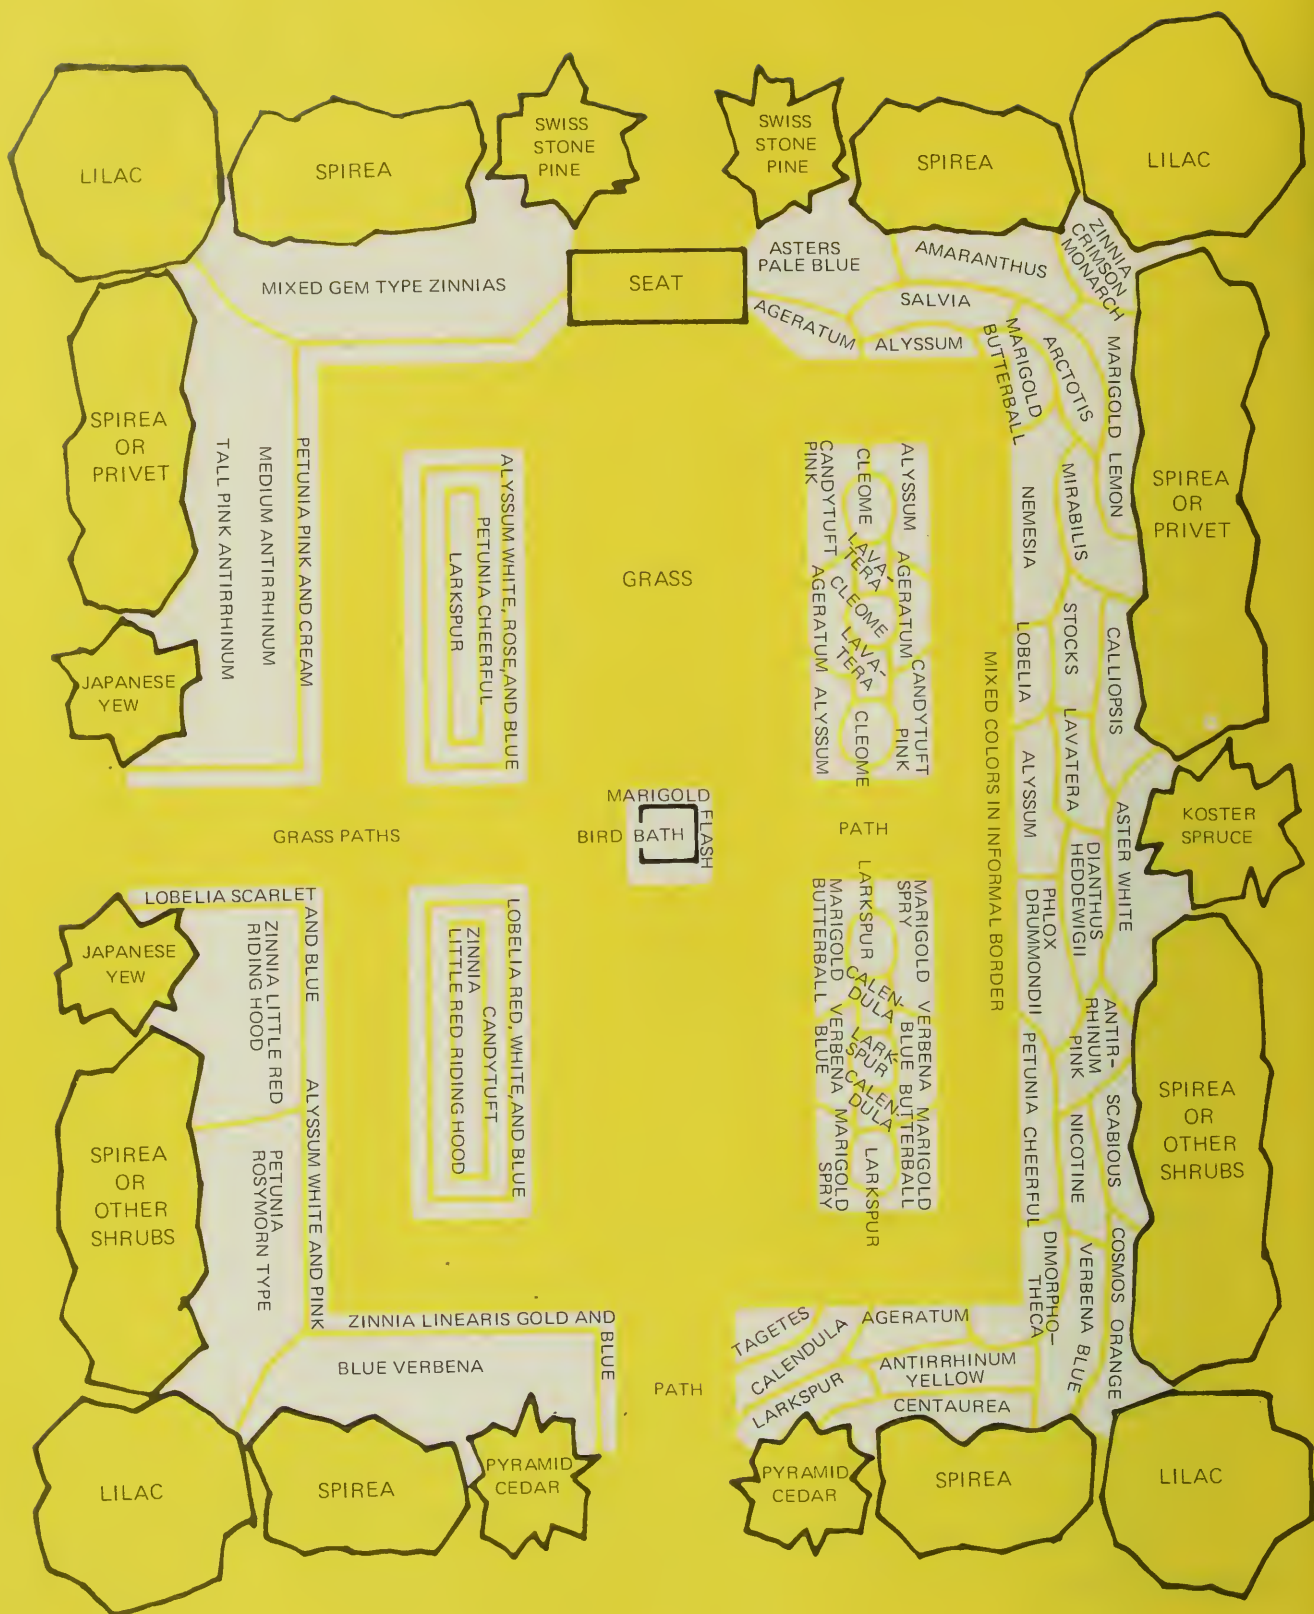 LILAC
SPIREA
SWISS
STONE
PINE
SWISS
STONE
PINE
SPIREA
LILAC
MIXED GEM TYPE ZINNIAS
SEAT
ASTERS
PALE BLUE
AMARANTHUS
ZINNIA
CRIMSON
MONARCH
AGERATUM
SALVIA
ALYSSUM
MARIGOLD
BUTTERBALL
ARCTOTIS
MARIGOLD LEMON
SPIREA
OR
PRIVET
TALL PINK ANTIRRHINUM
MEDIUM ANTIRRHINUM
PETUNIA PINK AND CREAM
ALYSSUM WHITE, ROSE, AND BLUE
PETUNIA CHEERFUL
LARKSPUR
GRASS
ALYSSUM AGERATUM CANDYTUFT
PINK
CLEOME
LAVA-
TERA
CLEOME
LAVA-
TERA
CLEOME
CANDYTUFT AGERATUM ALYSSUM
PINK
MIXED COLORS IN INFORMAL BORDER
NEMESIA
MIRABILIS
SPIREA
OR
PRIVET
LOBELIA
STOCKS
CALLIOPSIS
JAPANESE
YEW
ALYSSUM
LAVATERA
ASTER WHITE
KOSTER
SPRUCE
GRASS PATHS
MARIGOLD
FLASH
BIRD BATH
PATH
DIANTHUS
HEDDEWIGII
PHLOX
DRUMMONDII
LOBELIA SCARLET
AND BLUE
JAPANESE
YEW
ZINNIA LITTLE RED
RIDING HOOD
LOBELIA RED, WHITE, AND BLUE
CANDYTUFT
ZINNIA
LITTLE RED RIDING HOOD
MARIGOLD VERBENA MARIGOLD
SPRY BLUE BUTTERBALL
LARKSPUR
CALEN-
DULA
LARK-
SPUR
CALEN-
DULA
LARKSPUR
MARIGOLD VERBENA MARIGOLD
BUTTERBALL BLUE SPRY
ANTIR-
RHINUM
PINK
PETUNIA CHEERFUL
NICOTINE
SCABIOUS
SPIREA
OR
OTHER
SHRUBS
SPIREA
OR
OTHER
SHRUBS
ALYSSUM WHITE AND PINK
PETUNIA
ROSYMORN TYPE
DIMORPHO-
THECA
VERBENA BLUE
COSMOS ORANGE
ZINNIA LINEARIS GOLD AND
BLUE
BLUE VERBENA
PATH
TAGETES
CALENDULA
LARKSPUR
AGERATUM
ANTIRRHINUM
YELLOW
CENTAUREA
LILAC
SPIREA
PYRAMID
CEDAR
PYRAMID
CEDAR
SPIREA
LILAC